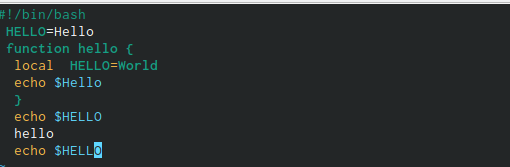 #!/bin/bash
HELLO=Hello
function hello {
local  HELLO=World
echo $Hello
}
echo $HELLO
hello
echo $HELLO
~